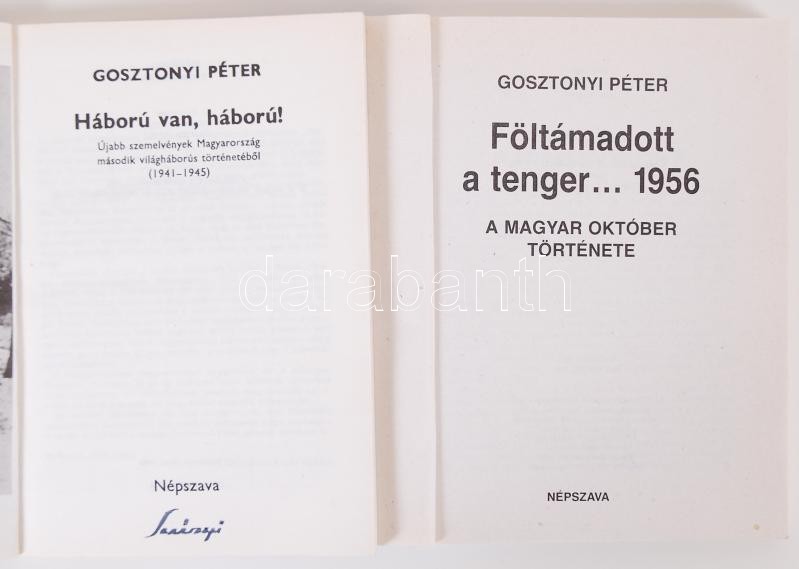 GOSZTONYI PÉTER
Háború van, háború!
Újabb szemelvények Magyarország
második világháborús történetéből
(1941–1945)
Népszava
GOSZTONYI PÉTER
Föltámadott
a tenger... 1956
A MAGYAR OKTÓBER
TÖRTÉNETE
NÉPSZAVA
darabanth